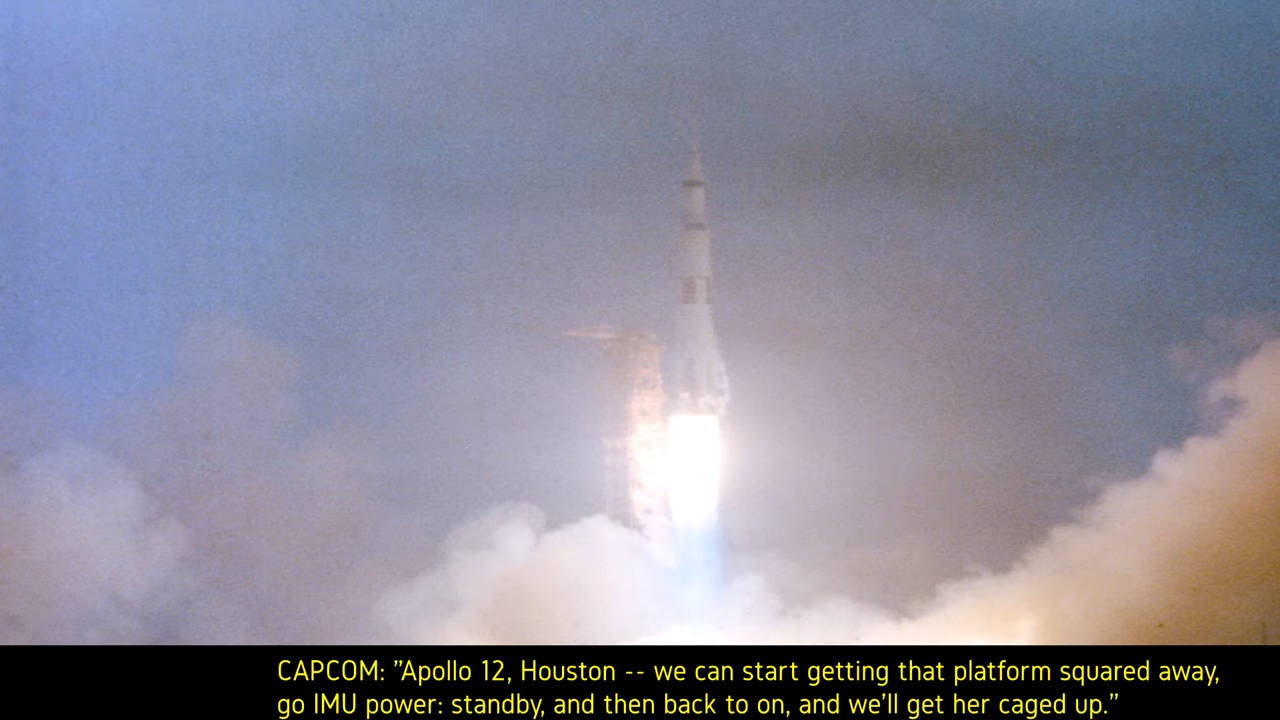 CAPCOM: ”Apollo 12, Houston -- we can start getting that platform squared away,
go IMU power: standby, and then back to on, and we’ll get her caged up.”